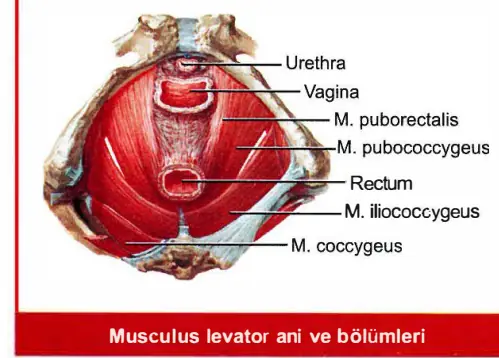 Urethra
Vagina
M. puborectalis
M. pubococcygeus
Rectum
M. iliococcygeus
M. coccygeus
Musculus levator ani ve bölümleri